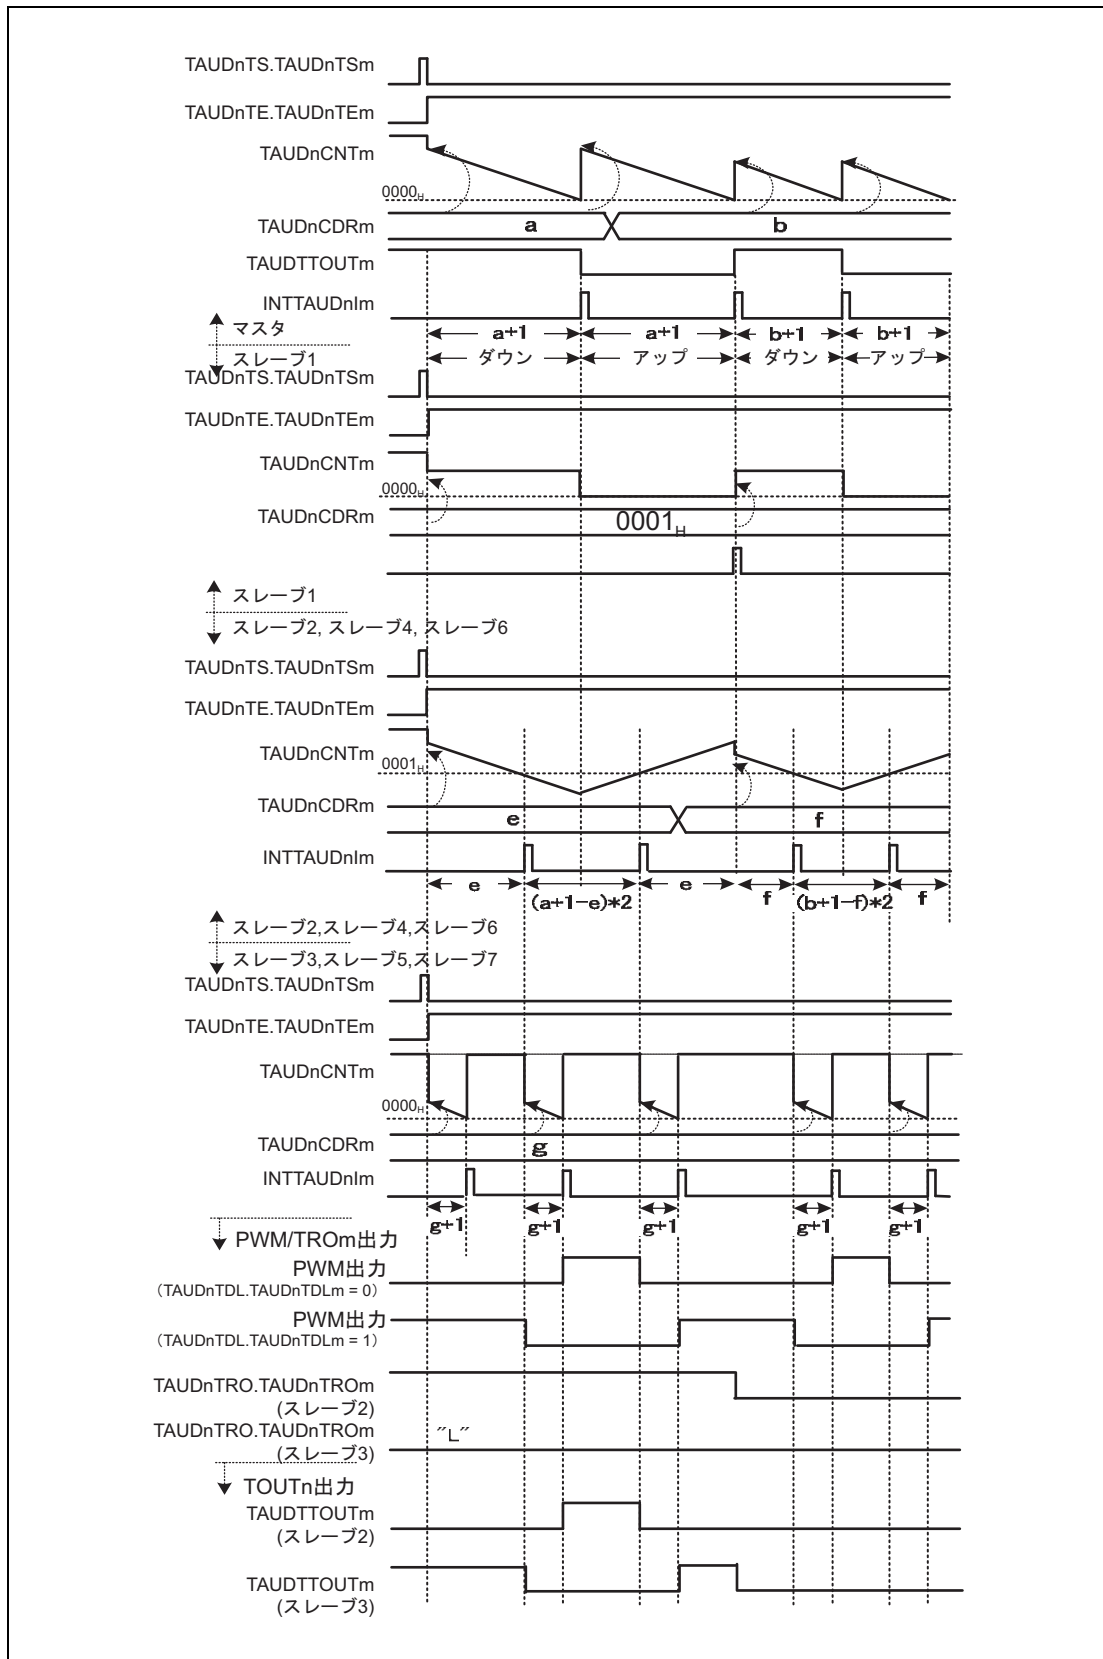 TAUDnTS.TAUDnTSm
TAUDnTE.TAUDnTEm
TAUDnCNTm
0000H
TAUDnCDRm
a
b
TAUDTTOUTm
INTTAUDnIm
マスタ
a+1
a+1
b+1
b+1
スレーブ1
ダウン
アップ
ダウン
アップ
TAUDnTS.TAUDnTSm
TAUDnTE.TAUDnTEm
TAUDnCNTm
0000H
TAUDnCDRm
0001H
スレーブ1
スレーブ2, スレーブ4, スレーブ6
TAUDnTS.TAUDnTSm
TAUDnTE.TAUDnTEm
TAUDnCNTm
0001H
TAUDnCDRm
e
f
INTTAUDnIm
e
(a+1-e)*2
e
f
(b+1-f)*2
f
スレーブ2,スレーブ4,スレーブ6
スレーブ3,スレーブ5,スレーブ7
TAUDnTS.TAUDnTSm
TAUDnTE.TAUDnTEm
TAUDnCNTm
0000H
TAUDnCDRm
g
INTTAUDnIm
g+1
g+1
g+1
g+1
g+1
PWM/TROm出力
PWM出力
(TAUDnTDL.TAUDnTDLm = 0)
PWM出力
(TAUDnTDL.TAUDnTDLm = 1)
TAUDnTRO.TAUDnTROm
(スレーブ2)
TAUDnTRO.TAUDnTROm
"L"
(スレーブ3)
TOUTn出力
TAUDTTOUTm
(スレーブ2)
TAUDTTOUTm
(スレーブ3)